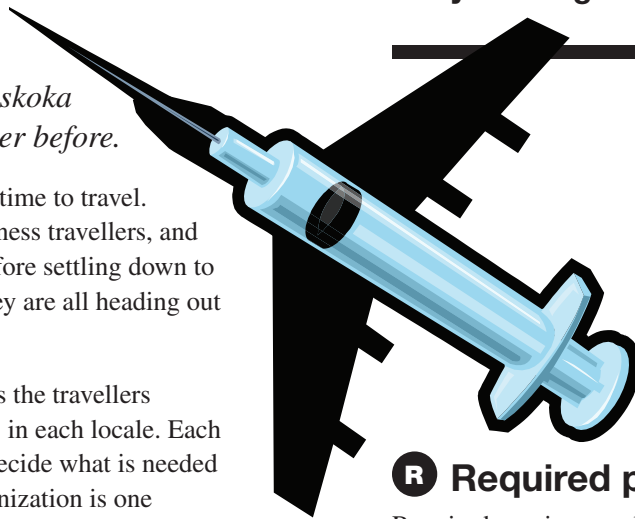 skoka
er before.
time to travel.
ness travellers, and
fore settling down to
ey are all heading out
s the travellers
in each locale. Each
ecide what is needed
nization is one
R Required p